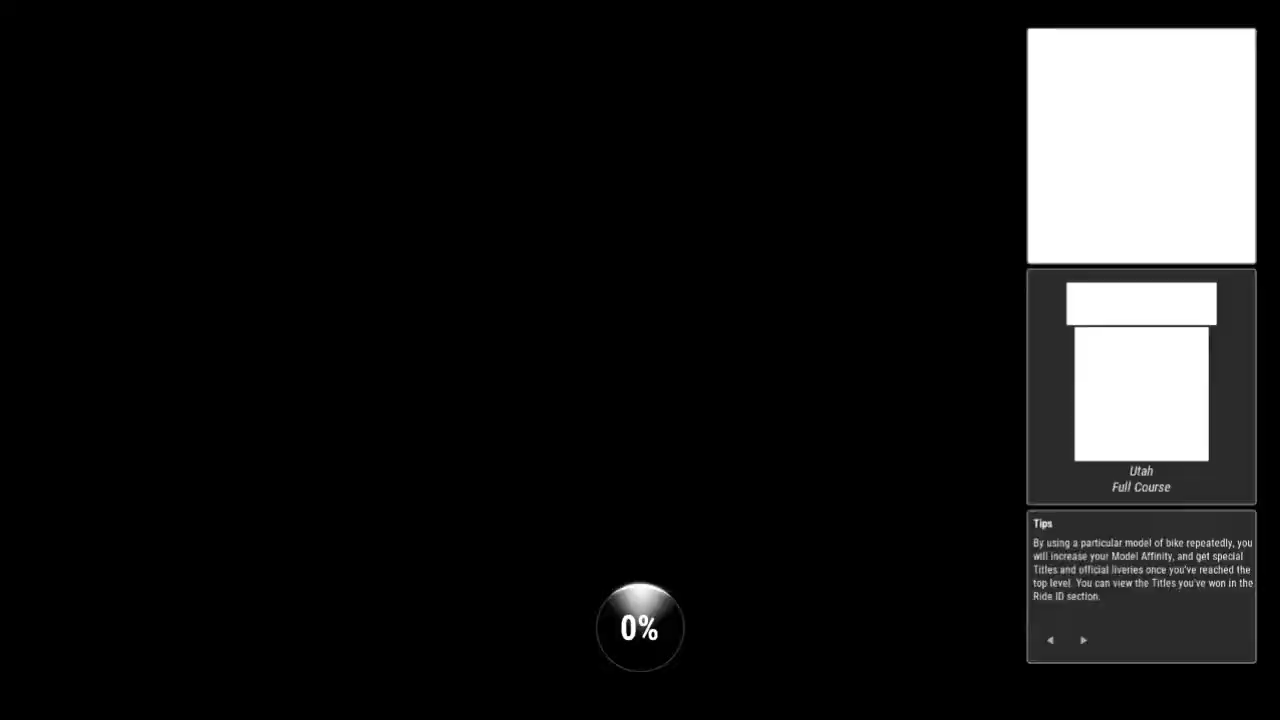 Utah
Full Course
Tips
By using a particular model of bike repeatedly, you
will increase your Model Affinity, and get special
Titles and official liveries once you've reached the
top level. You can view the Titles you've won in the
Ride ID section.
0%